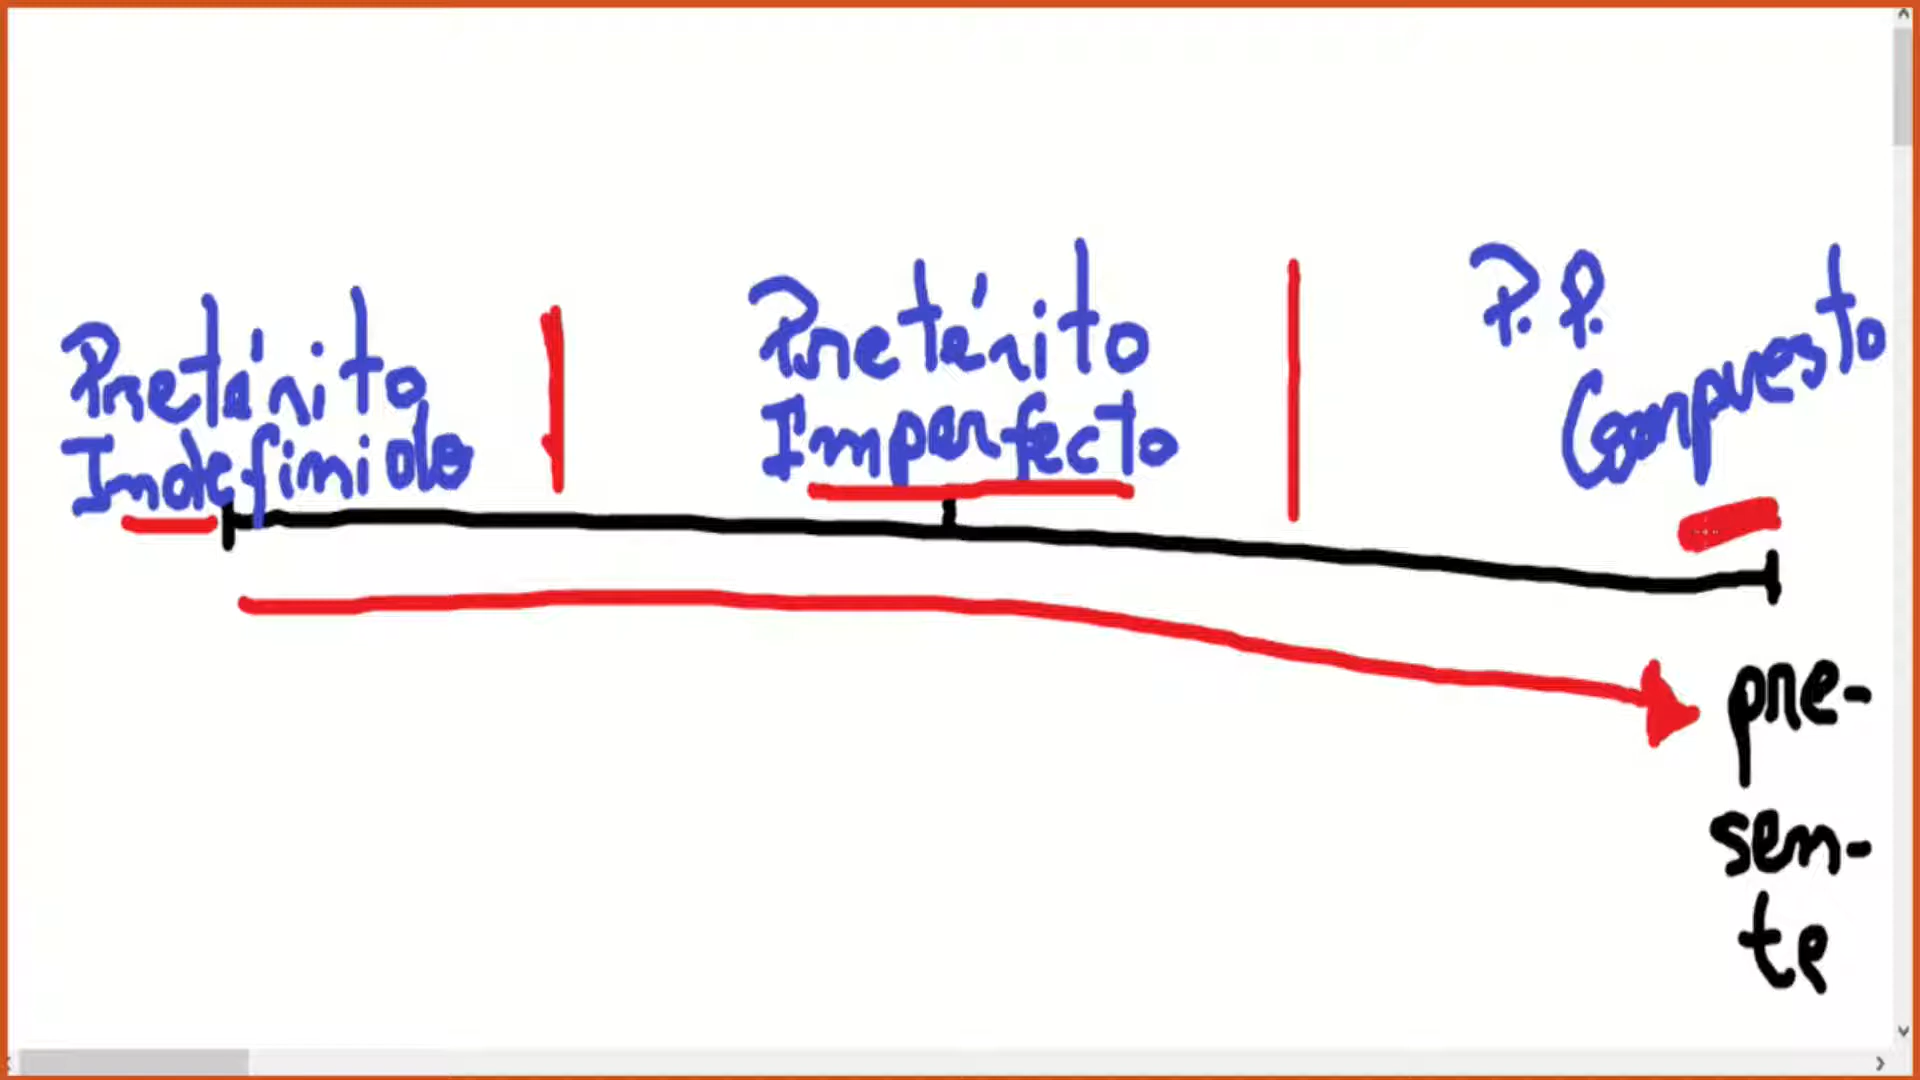 Pretérito
Indefinido
Pretérito
Imperfecto
P.P.
Compuesto
pre-
sen-
te